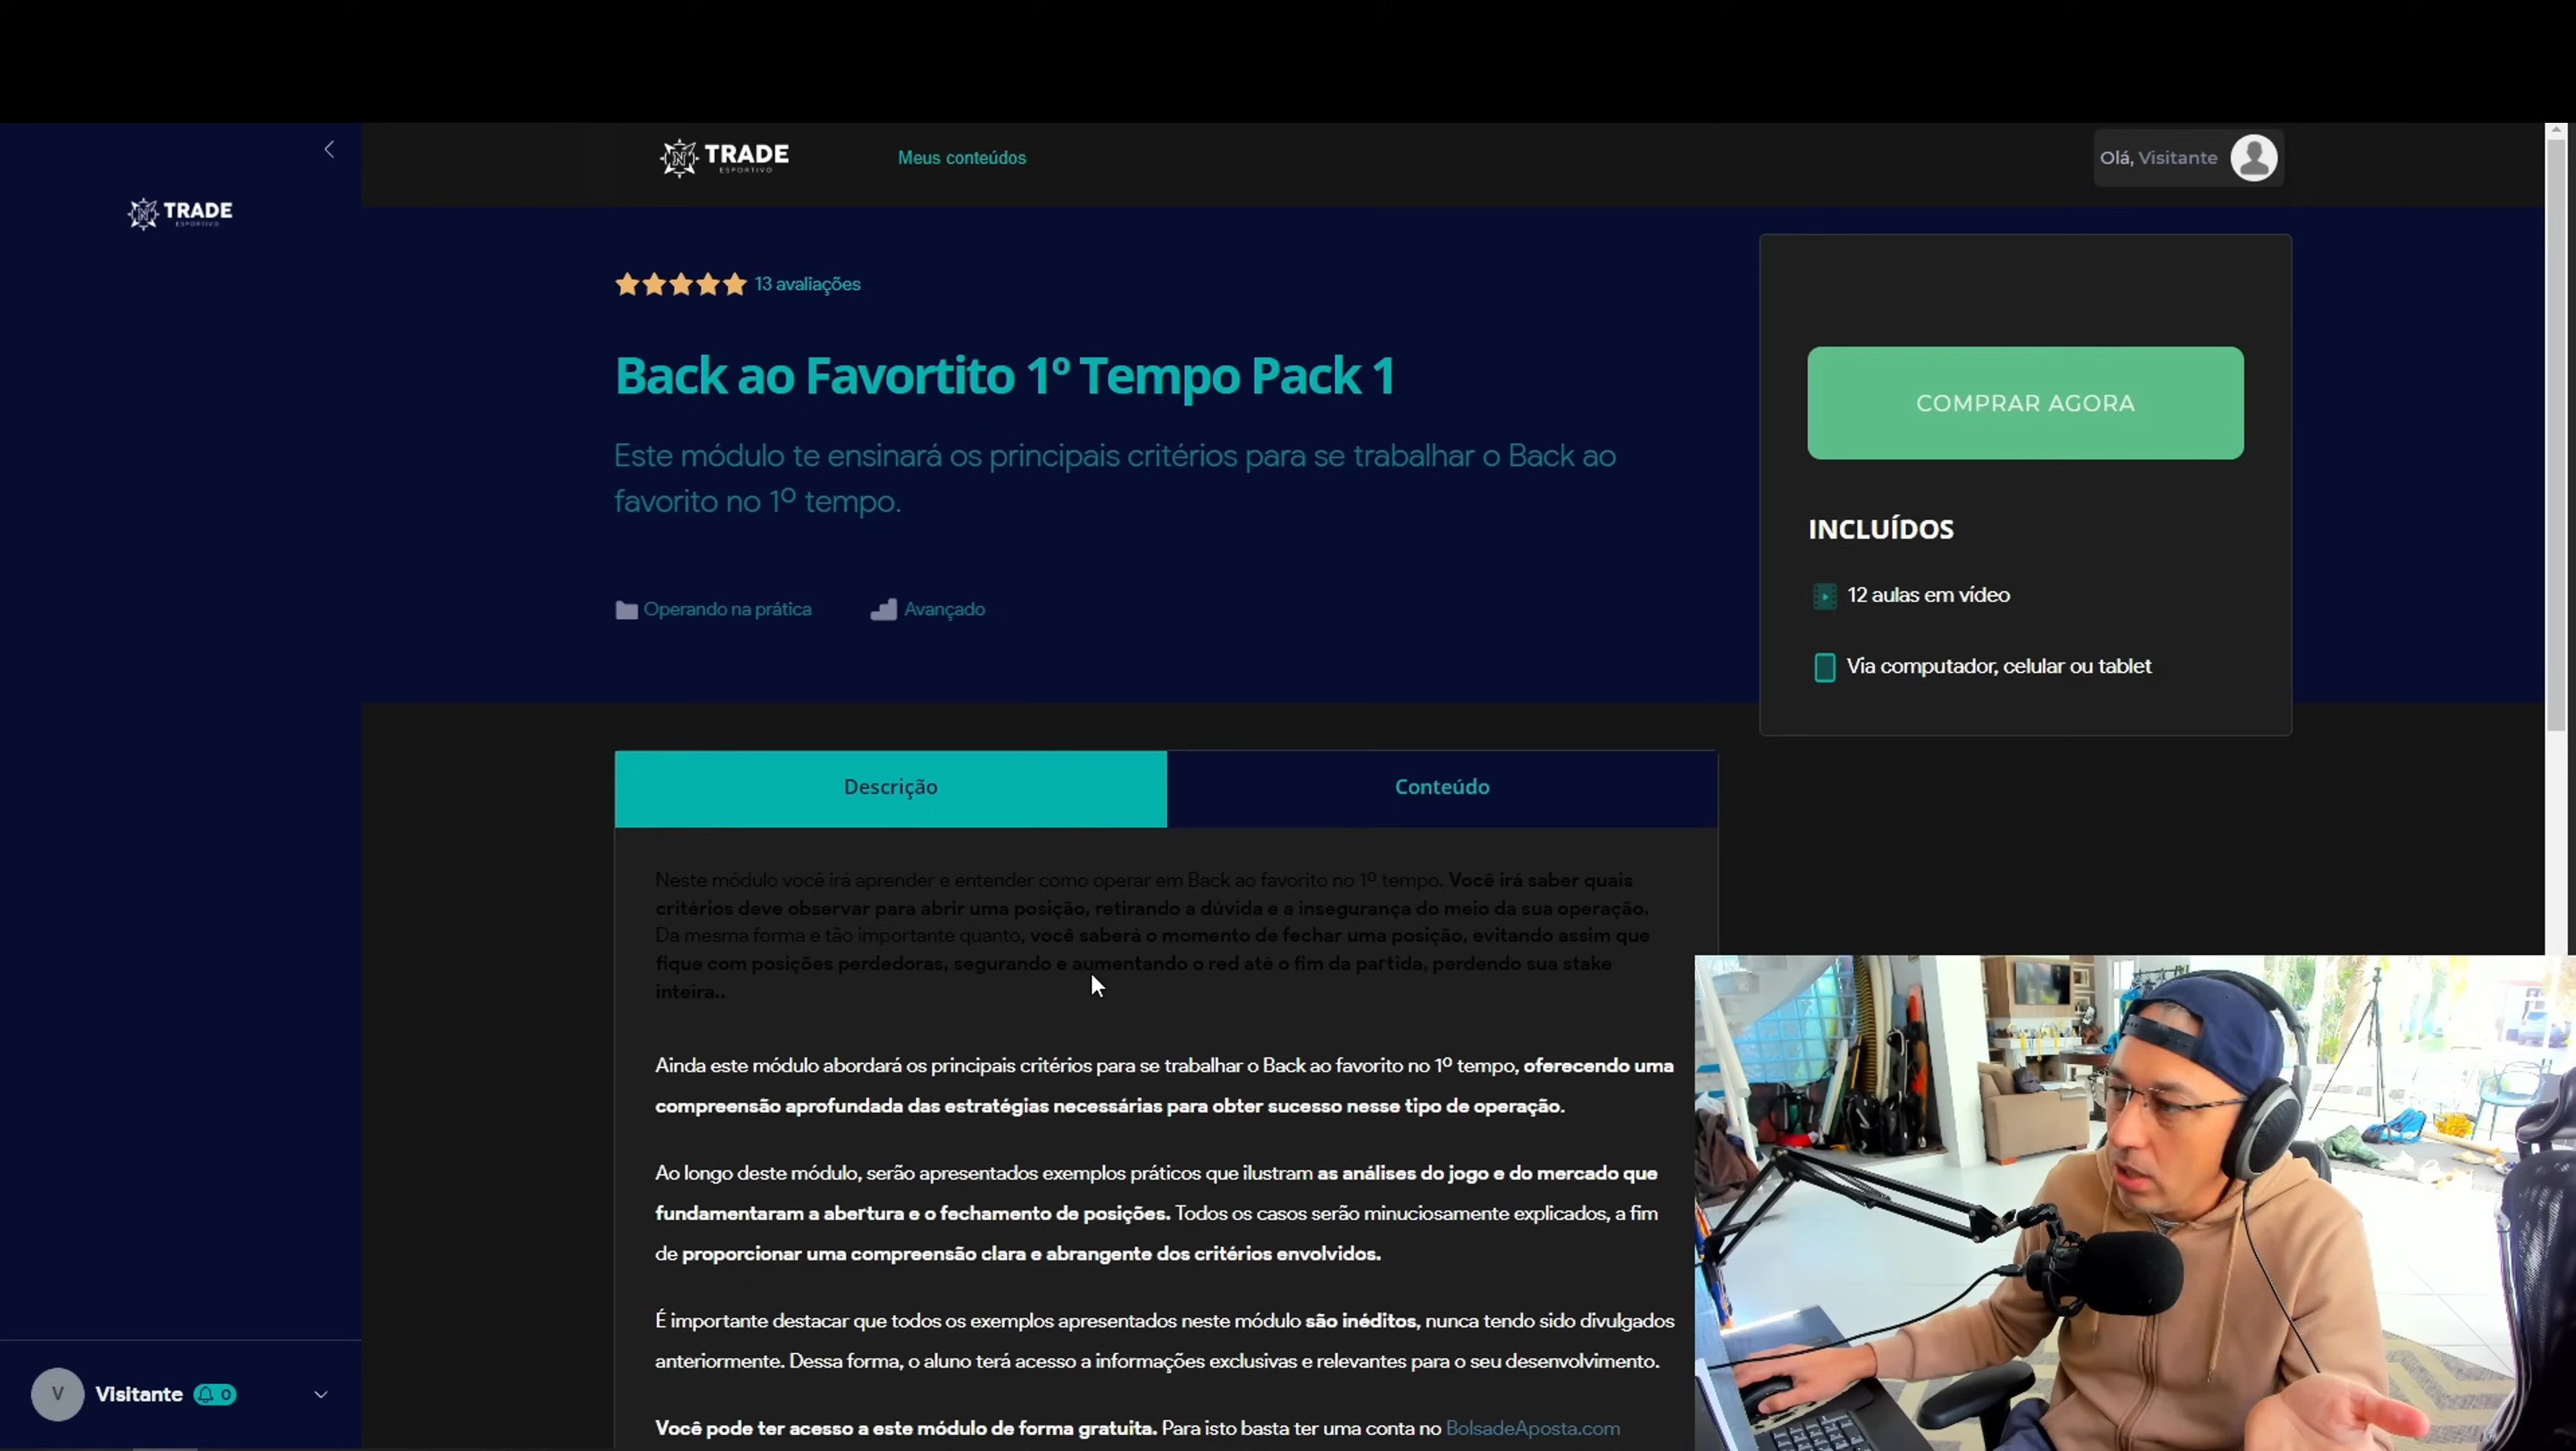 TRADE
ESPORTIVO
Meus conteúdos
Olá, Visitante
TRADE
ESPORTIVO
13 avaliações
Back ao Favortito 1º Tempo Pack 1
Este módulo te ensinará os principais critérios para se trabalhar o Back ao
favorito no 1º tempo.
Operando na prática
Avançado
COMPRAR AGORA
INCLUÍDOS
12 aulas em vídeo
Via computador, celular ou tablet
Descrição
Conteúdo
Neste módulo você irá aprender e entender como operar em Back ao favorito no 1º tempo. Você irá saber quais
critérios deve observar para abrir uma posição, retirando a dúvida e a insegurança do meio da sua operação.
Da mesma forma e tão importante quanto, você saberá o momento de fechar uma posição, evitando assim que
fique com posições perdedoras, segurando e aumentando o red até o fim da partida, perdendo sua stake
inteira..
Ainda este módulo abordará os principais critérios para se trabalhar o Back ao favorito no 1º tempo, oferecendo uma
compreensão aprofundada das estratégias necessárias para obter sucesso nesse tipo de operação.
Ao longo deste módulo, serão apresentados exemplos práticos que ilustram as análises do jogo e do mercado que
fundamentaram a abertura e o fechamento de posições. Todos os casos serão minuciosamente explicados, a fim
de proporcionar uma compreensão clara e abrangente dos critérios envolvidos.
É importante destacar que todos os exemplos apresentados neste módulo são inéditos, nunca tendo sido divulgados
anteriormente. Dessa forma, o aluno terá acesso a informações exclusivas e relevantes para o seu desenvolvimento.
Você pode ter acesso a este módulo de forma gratuita. Para isto basta ter uma conta no BolsadeAposta.com
V
Visitante
0